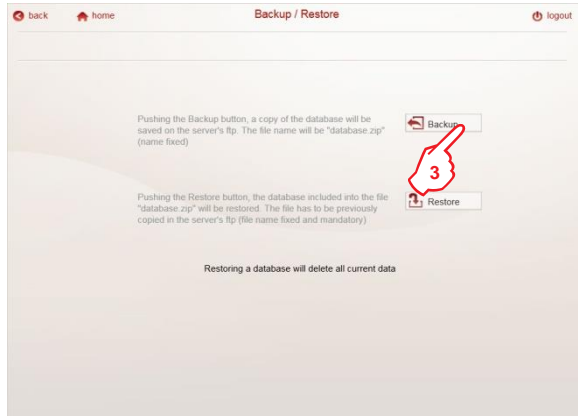 back home Backup / Restore logout
Pushing the Backup button, a copy of the database will be
saved on the server's ftp. The file name will be "database.zip"
(name fixed)
Backup
3
Pushing the Restore button, the database included into the file
"database.zip" will be restored. The file has to be previously
copied in the server's ftp (file name fixed and mandatory)
Restore
Restoring a database will delete all current data